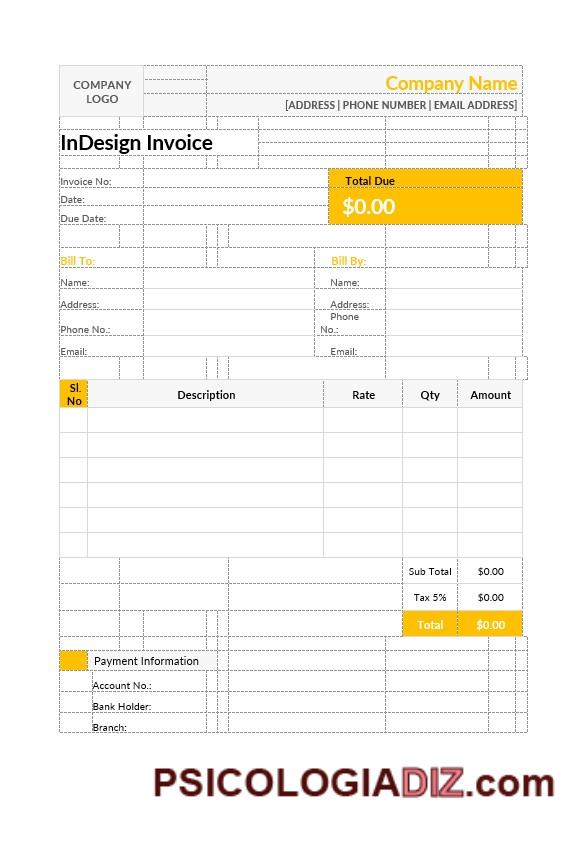 COMPANY
LOGO
Company Name
[ADDRESS | PHONE NUMBER | EMAIL ADDRESS]
InDesign Invoice
Invoice No:
Date:
Due Date:
Total Due
$0.00
Bill To:
Bill By:
Name:
Name:
Address:
Address:
Phone No.:
Phone
No.:
Email:
Email:
Sl.
No
Description
Rate
Qty
Amount
Sub Total
$0.00
Tax 5%
$0.00
Total
$0.00
Payment Information
Account No.:
Bank Holder:
Branch:
PSICOLOGIADIZ.com